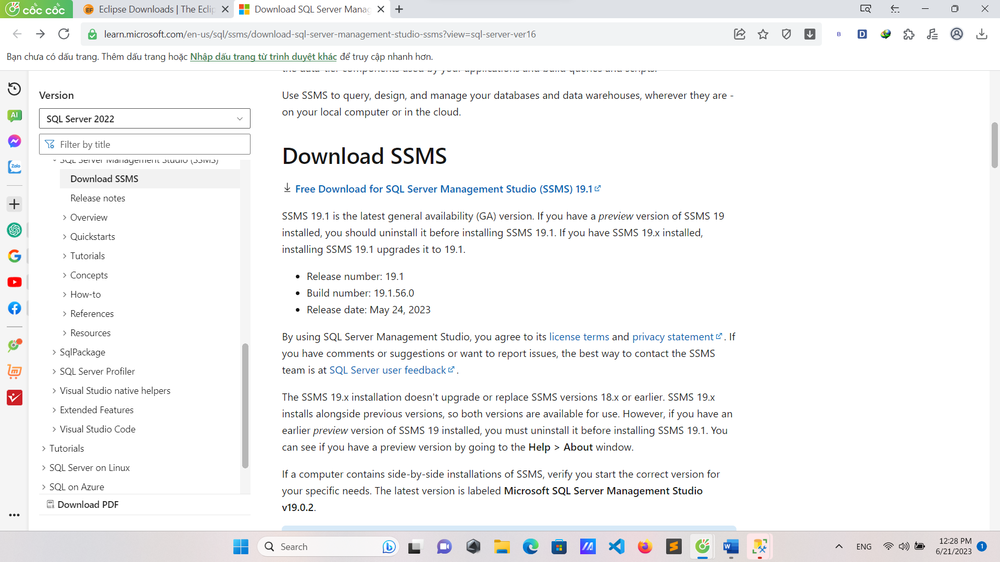 cốc cốc
Eclipse Downloads | The Eclip
Download SQL Server Manag
learn.microsoft.com/en-us/sql/ssms/download-sql-server-management-studio-ssms?view=sql-server-ver16
Bạn chưa có dấu trang. Thêm dấu trang hoặc Nhập dấu trang từ trình duyệt khác để truy cập nhanh hơn.
Version
SQL Server 2022
Filter by title
SQL Server Management Studio (SSMS)
Download SSMS
Release notes
Overview
Quickstarts
Tutorials
Concepts
How-to
References
Resources
SqlPackage
SQL Server Profiler
Visual Studio native helpers
Extended Features
Visual Studio Code
Tutorials
SQL Server on Linux
SQL on Azure
Download PDF
the data-tier components used by your applications and build queries and scripts.
Use SSMS to query, design, and manage your databases and data warehouses, wherever they are -
on your local computer or in the cloud.
Download SSMS
Free Download for SQL Server Management Studio (SSMS) 19.1
SSMS 19.1 is the latest general availability (GA) version. If you have a preview version of SSMS 19
installed, you should uninstall it before installing SSMS 19.1. If you have SSMS 19.x installed,
installing SSMS 19.1 upgrades it to 19.1.
• Release number: 19.1
• Build number: 19.1.56.0
• Release date: May 24, 2023
By using SQL Server Management Studio, you agree to its license terms and privacy statement. If
you have comments or suggestions or want to report issues, the best way to contact the SSMS
team is at SQL Server user feedback.
The SSMS 19.x installation doesn't upgrade or replace SSMS versions 18.x or earlier. SSMS 19.x
installs alongside previous versions, so both versions are available for use. However, if you have an
earlier preview version of SSMS 19 installed, you must uninstall it before installing SSMS 19.1. You
can see if you have a preview version by going to the Help > About window.
If a computer contains side-by-side installations of SSMS, verify you start the correct version for
your specific needs. The latest version is labeled Microsoft SQL Server Management Studio
v19.0.2.
AI
Zalo
B
D
Search
ENG
12:28 PM
6/21/2023
1